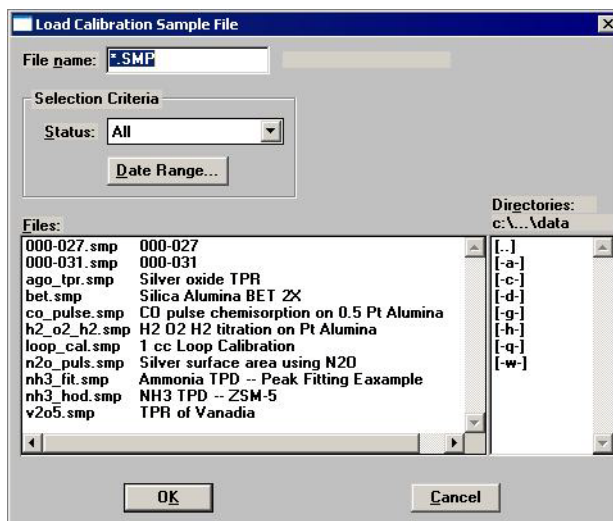 Load Calibration Sample File
File name: *.SMP
Selection Criteria
Status: All
Date Range...
Files:
000-027.smp 000-027
000-031.smp 000-031
ago_tpr.smp Silver oxide TPR
bet.smp Silica Alumina BET 2X
co_pulse.smp CO pulse chemisorption on 0.5 Pt Alumina
h2_o2_h2.smp H2 O2 H2 titration on Pt Alumina
loop_cal.smp 1 cc Loop Calibration
n2o_puls.smp Silver surface area using N2O
nh3_fit.smp Ammonia TPD -- Peak Fitting Eaxample
nh3_hod.smp NH3 TPD -- ZSM-5
v2o5.smp TPR of Vanadia
Directories:
c:\...\data
[..]
[-a-]
[-c-]
[-d-]
[-g-]
[-h-]
[-q-]
[-w-]
OK
Cancel